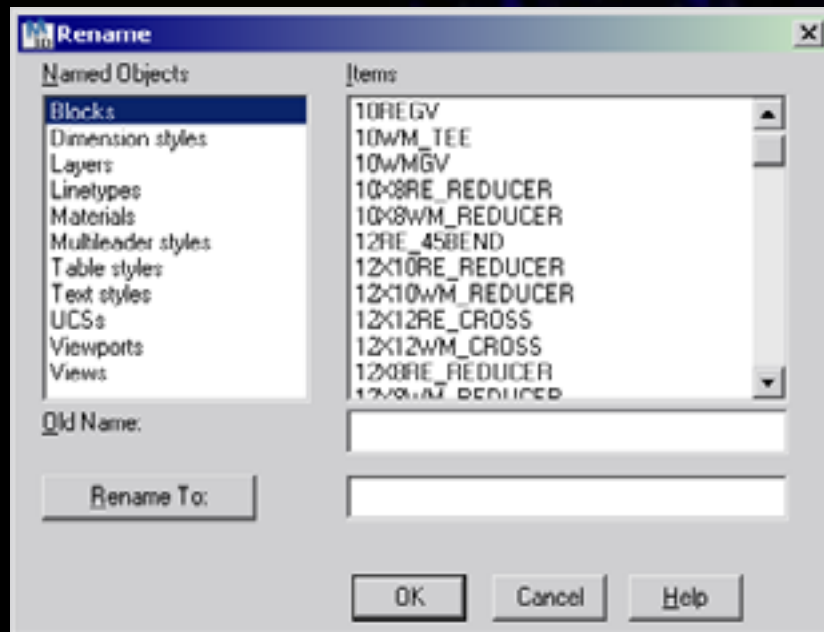 Rename
Named Objects
Blocks
Dimension styles
Layers
Linetypes
Materials
Multileader styles
Table styles
Text styles
UCSs
Viewports
Views
Items
10REGV
10WM_TEE
10WMGV
10X8RE_REDUCER
10X8WM_REDUCER
12RE_45BEND
12X10RE_REDUCER
12X10WM_REDUCER
12X12RE_CROSS
12X12WM_CROSS
12X8RE_REDUCER
12X8WM_REDUCER
Old Name:
Rename To:
OK Cancel Help